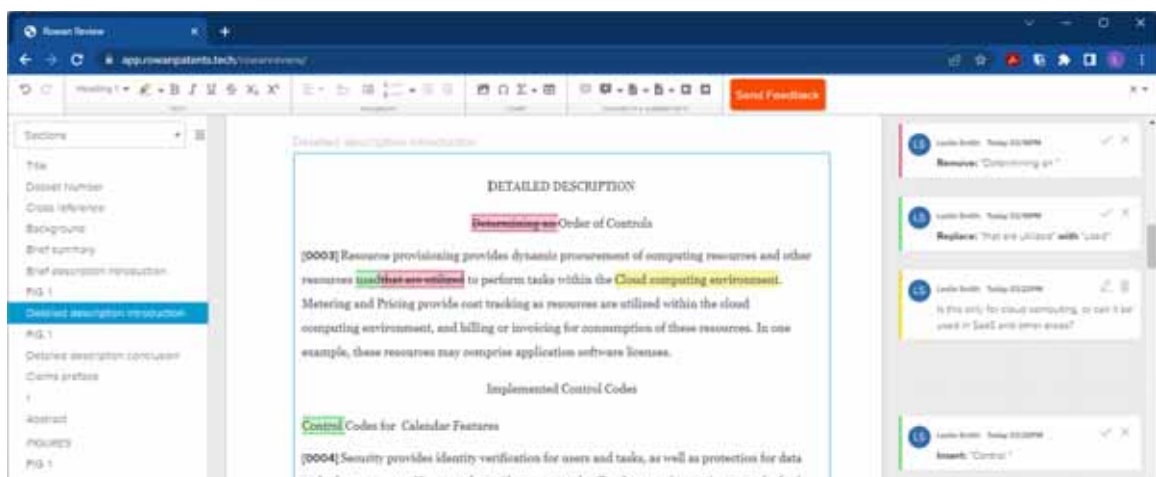 Rowan Review
app.rowanpatents.tech/rowanreview/
Heading 1
Send Feedback
Sections
Title
Docket Number
Cross reference
Background
Brief summary
Brief description introduction
FIG. 1
Detailed description introduction
FIG. 1
Detailed description conclusion
Claims preface
1
Abstract
FIGURES
FIG. 1
Detailed description introduction
DETAILED DESCRIPTION
Determining an Order of Controls
[0003] Resource provisioning provides dynamic procurement of computing resources and other
resources usedthat are utilized to perform tasks within the Cloud computing environment.
Metering and Pricing provide cost tracking as resources are utilized within the cloud
computing environment, and billing or invoicing for consumption of these resources. In one
example, these resources may comprise application software licenses.
Implemented Control Codes
Control Codes for Calendar Features
[0004] Security provides identity verification for users and tasks, as well as protection for data
LS
Leslie Smith Today
Remove: "Determining an "
LS
Leslie Smith Today
Replace: "that are utilized" with "used"
LS
Leslie Smith Today
Is this only for cloud computing, or can it be
used in SaaS and other areas?
LS
Leslie Smith Today
Insert: "Control "